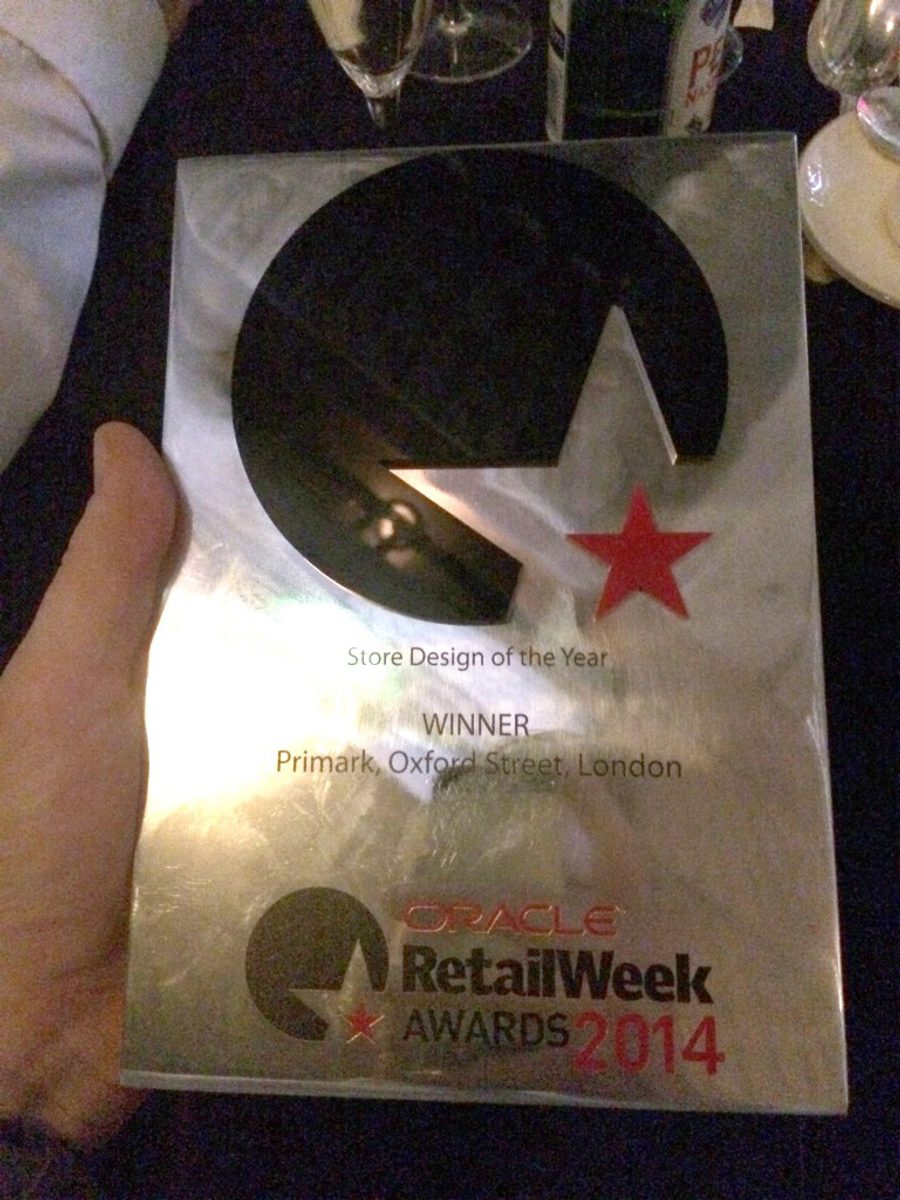 Store Design of the Year
WINNER
Primark, Oxford Street, London
ORACLE
RetailWeek
AWARDS 2014